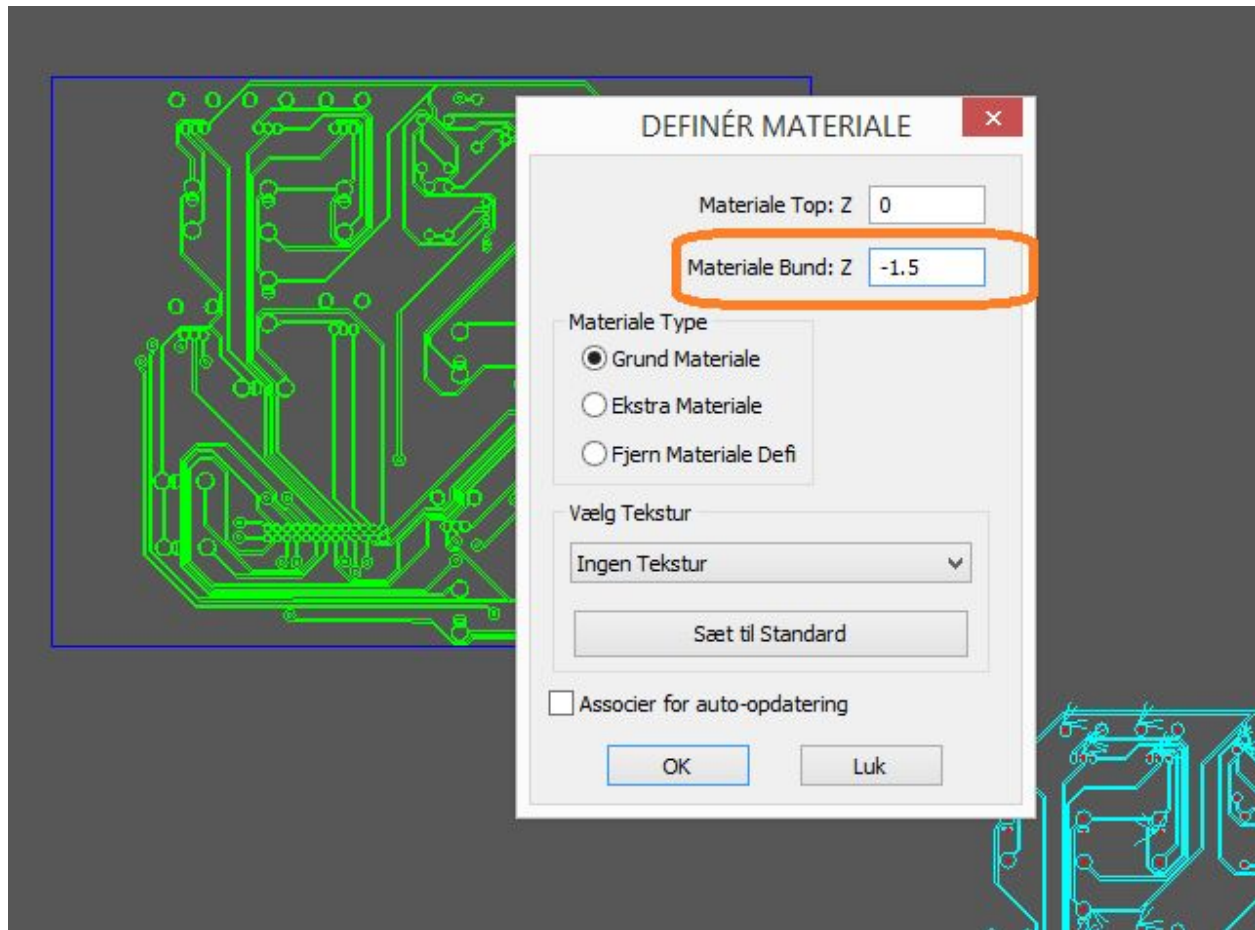 DEFINÉR MATERIALE
Materiale Top: Z 0
Materiale Bund: Z -1.5
Materiale Type
Grund Materiale
Ekstra Materiale
Fjern Materiale Defi
Vælg Tekstur
Ingen Tekstur
Sæt til Standard
Associer for auto-opdatering
OK Luk